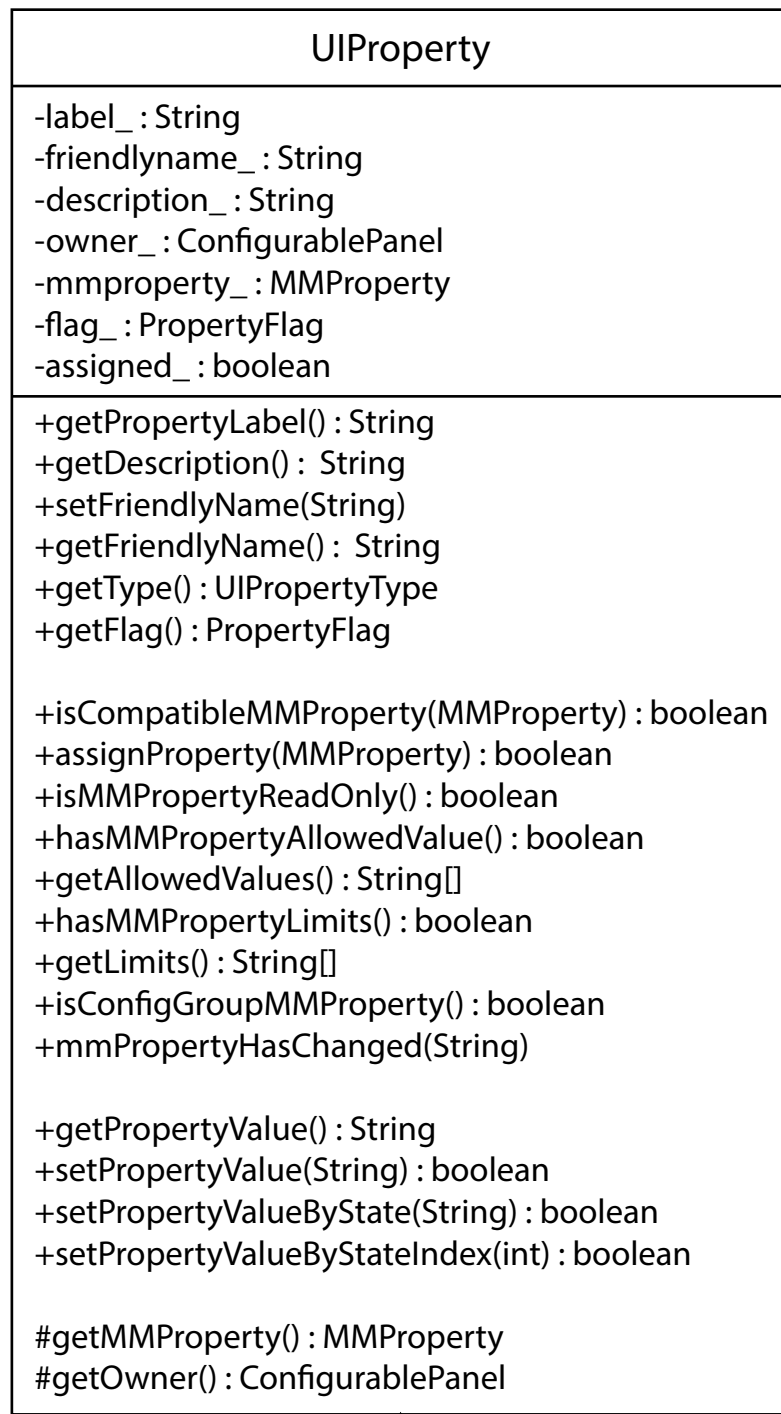 UIProperty
-label_ : String
-friendlyname_ : String
-description_ : String
-owner_ : ConfigurablePanel
-mmproperty_ : MMProperty
-flag_ : PropertyFlag
-assigned_ : boolean
+getPropertyLabel() : String
+getDescription() :  String
+setFriendlyName(String)
+getFriendlyName() :  String
+getType() : UIPropertyType
+getFlag() : PropertyFlag
+isCompatibleMMProperty(MMProperty) : boolean
+assignProperty(MMProperty) : boolean
+isMMPropertyReadOnly() : boolean
+hasMMPropertyAllowedValue() : boolean
+getAllowedValues() : String[]
+hasMMPropertyLimits() : boolean
+getLimits() : String[]
+isConfigGroupMMProperty() : boolean
+mmPropertyHasChanged(String)
+getPropertyValue() : String
+setPropertyValue(String) : boolean
+setPropertyValueByState(String) : boolean
+setPropertyValueByStateIndex(int) : boolean
#getMMProperty() : MMProperty
#getOwner() : ConfigurablePanel